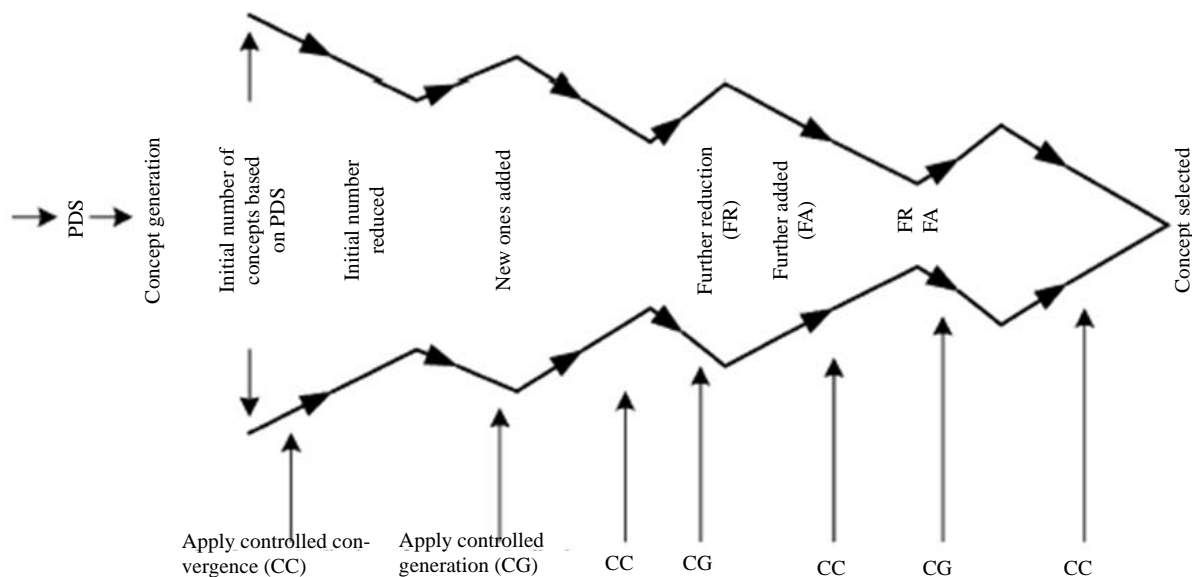 PDS
Concept generation
Initial number of
concepts based
on PDS
Initial number
reduced
New ones added
Further reduction
(FR)
Further added
(FA)
FR
FA
Concept selected
Apply controlled con-
vergence (CC)
Apply controlled
generation (CG)
CC
CG
CC
CG
CC